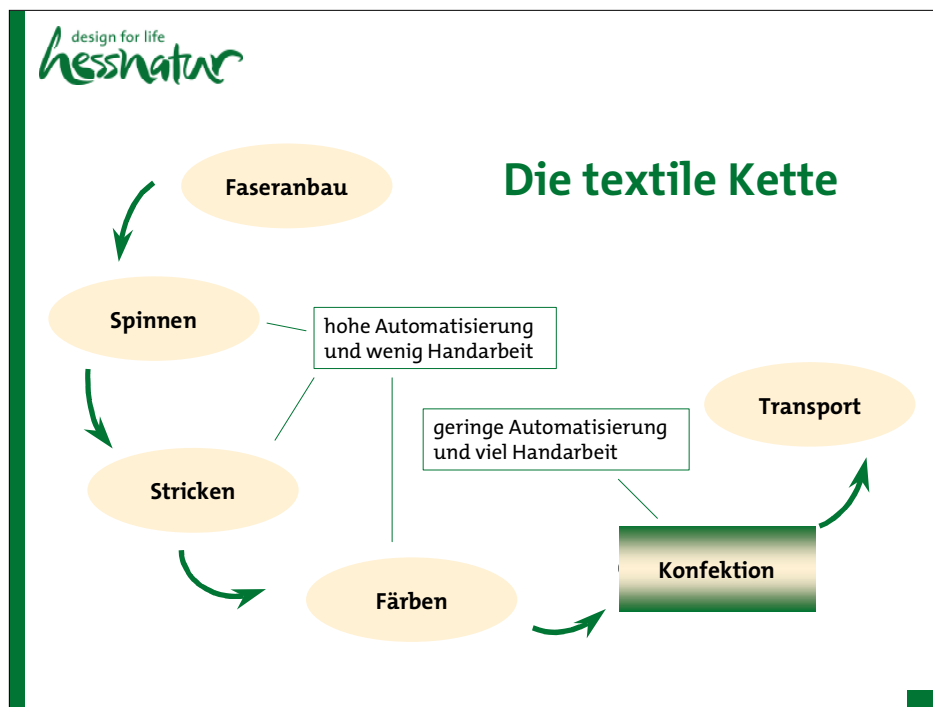 design for life
hessnatur
Die textile Kette
Faseranbau
Spinnen
hohe Automatisierung
und wenig Handarbeit
Transport
geringe Automatisierung
und viel Handarbeit
Stricken
Konfektion
Färben